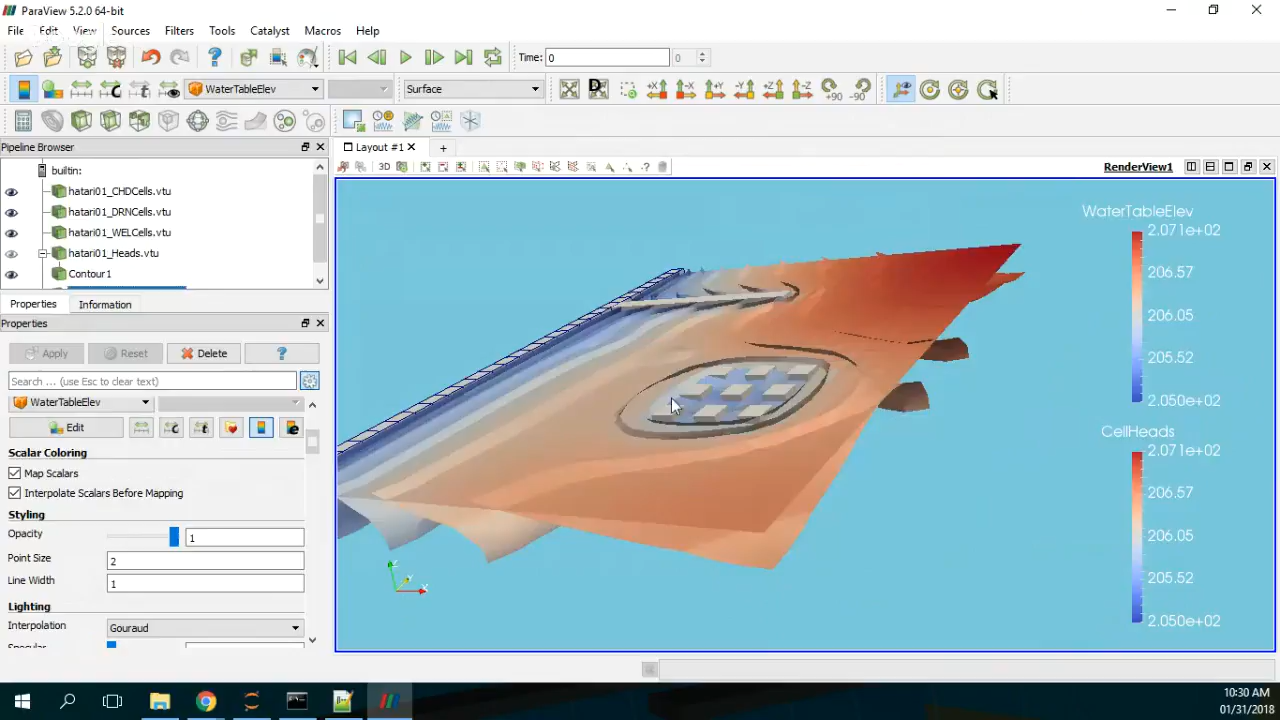 ParaView 5.2.0 64-bit
File Edit View Sources Filters Tools Catalyst Macros Help
Time: 0 0
WaterTableElev Surface +90 -90
Pipeline Browser Layout #1
3D RenderView1
builtin:
hatari01_CHDCells.vtu
hatari01_DRNCells.vtu
hatari01_WELCells.vtu
hatari01_Heads.vtu
Contour1
Properties Information
Properties
Apply Reset Delete ?
Search ... (use Esc to clear text)
WaterTableElev
Edit
Scalar Coloring
Map Scalars
Interpolate Scalars Before Mapping
Styling
Opacity 1
Point Size 2
Line Width 1
Lighting
Interpolation Gouraud
WaterTableElev
2.071e+02
206.57
206.05
205.52
2.050e+02
CellHeads
2.071e+02
206.57
206.05
205.52
2.050e+02
X
10:30 AM
01/31/2018